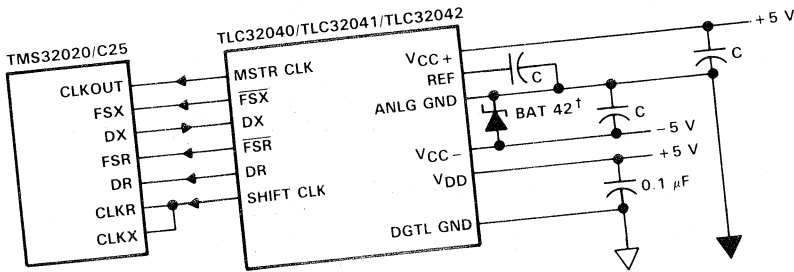 TMS32020/C25
CLKOUT
FSX
DX
FSR
DR
CLKR
CLKX
TLC32040/TLC32041/TLC32042
MSTR CLK
FSX
DX
FSR
DR
SHIFT CLK
VCC+
REF
ANLG GND
VCC-
VDD
DGTL GND
C
BAT 42†
C
C
+5 V
-5 V
+5 V
0.1 μF